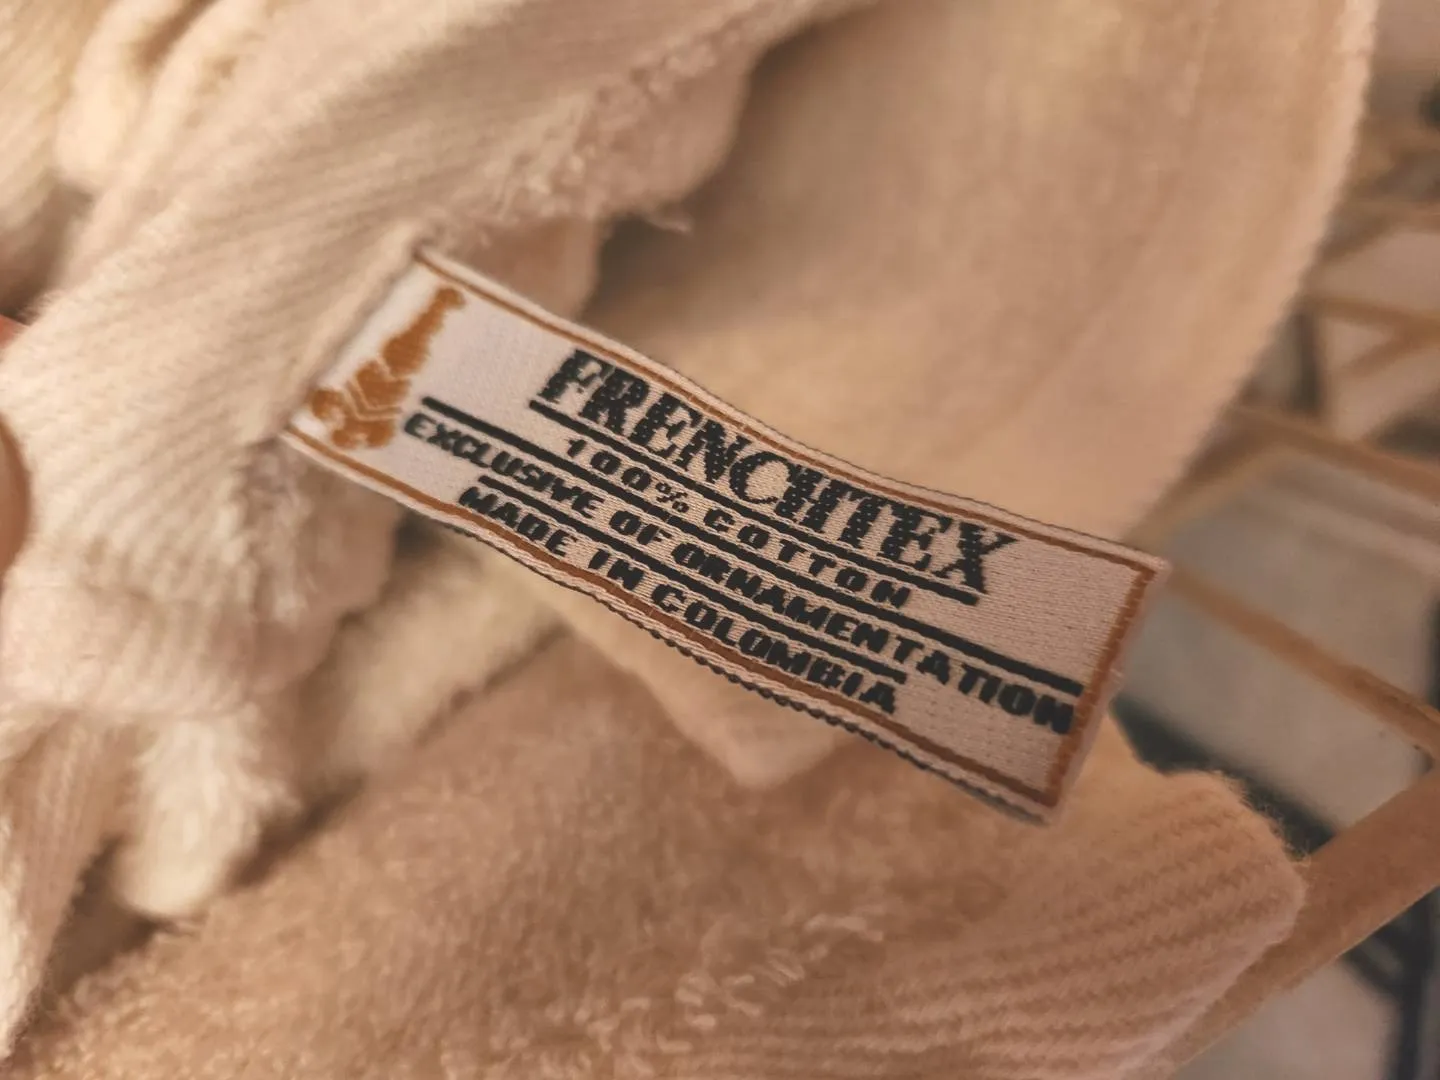 FRENCHTEX
100% COTTON
EXCLUSIVE OF ORNAMENTATION
MADE IN COLOMBIA